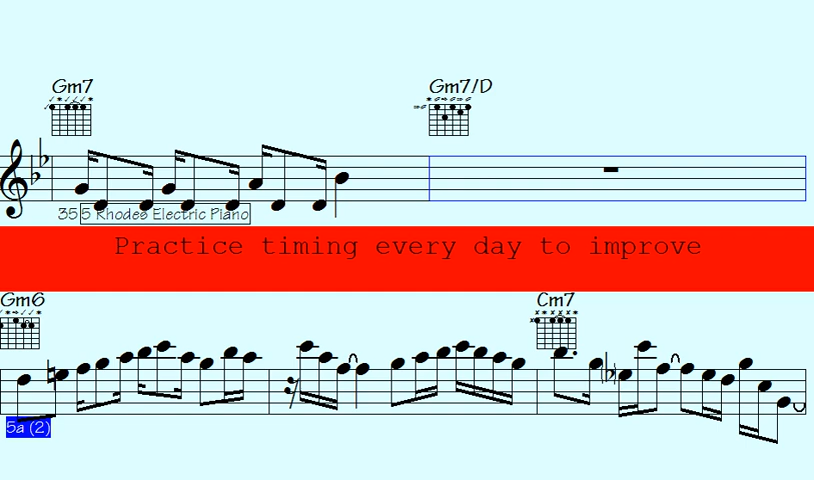 Gm7 Gm7/D
35 5 Rhodes Electric Piano
Practice timing every day to improve
Gm6 Cm7
5a (2)